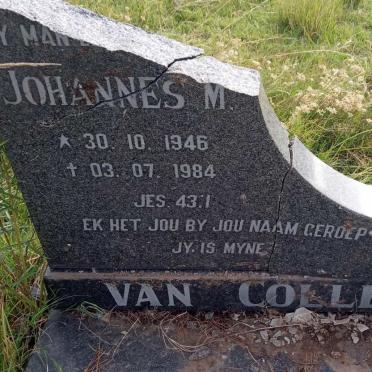 Y MAN
JOHANNES M.
★ 30. 10. 1946
✝ 03. 07. 1984
JES. 43.1
EK HET JOU BY JOU NAAM GEROEP
JY IS MYNE
VAN COLLE